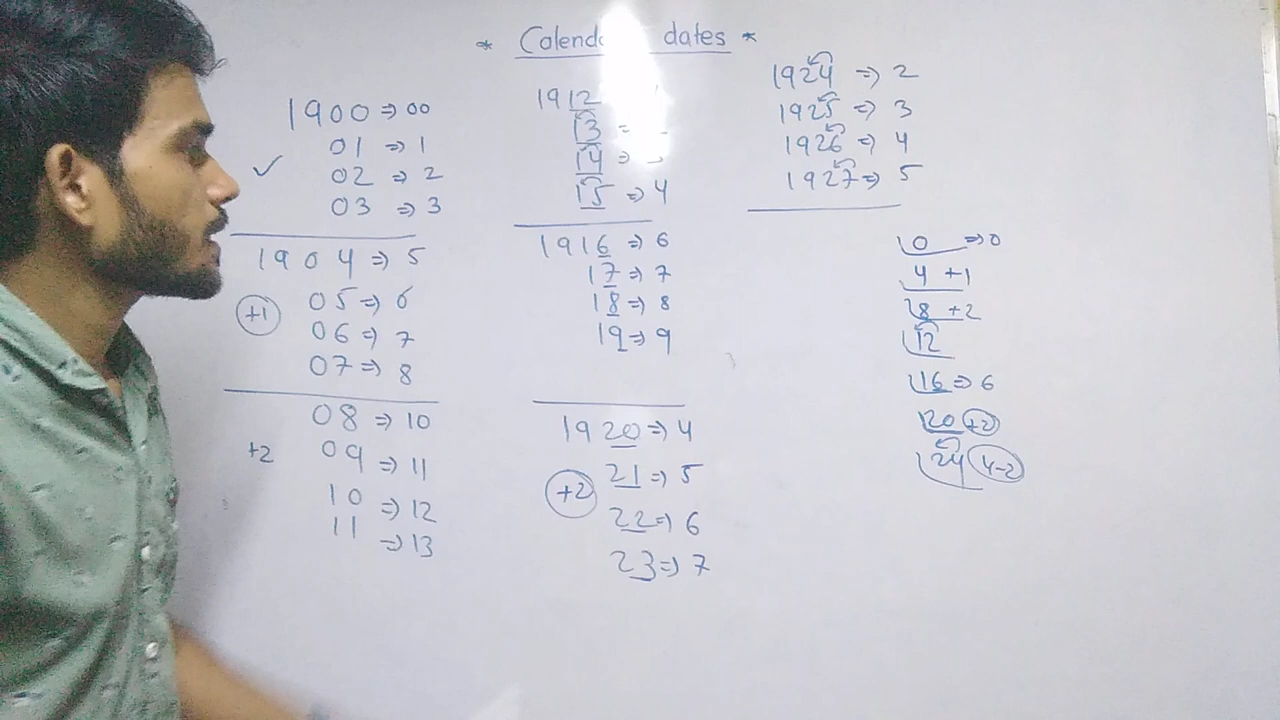 * Calend dates *
1900 => 00
01 => 1
✓ 02 => 2
03 => 3
1904 => 5
+1 05 => 6
06 => 7
07 => 8
08 => 10
+2 09 => 11
10 => 12
11 => 13
1912
13 =
14 =>
15 => 4
1916 => 6
17 => 7
18 => 8
19 => 9
1920 => 4
21 => 5
+2 22 => 6
23 => 7
1924 => 2
1925 => 3
1926 => 4
1927 => 5
0 => 0
4 +1
8 +2
12
16 => 6
20 +2
24 4-2